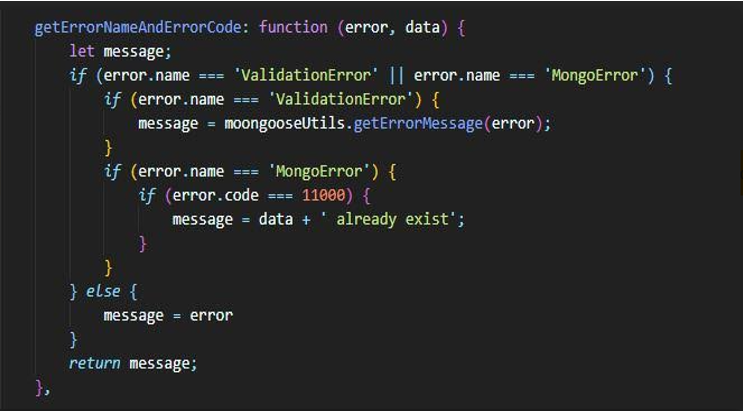 getErrorNameAndErrorCode: function (error, data) {
let message;
if (error.name === 'ValidationError' || error.name === 'MongoError') {
if (error.name === 'ValidationError') {
message = moongooseUtils.getErrorMessage(error);
}
if (error.name === 'MongoError') {
if (error.code === 11000) {
message = data + ' already exist';
}
}
} else {
message = error
}
return message;
},